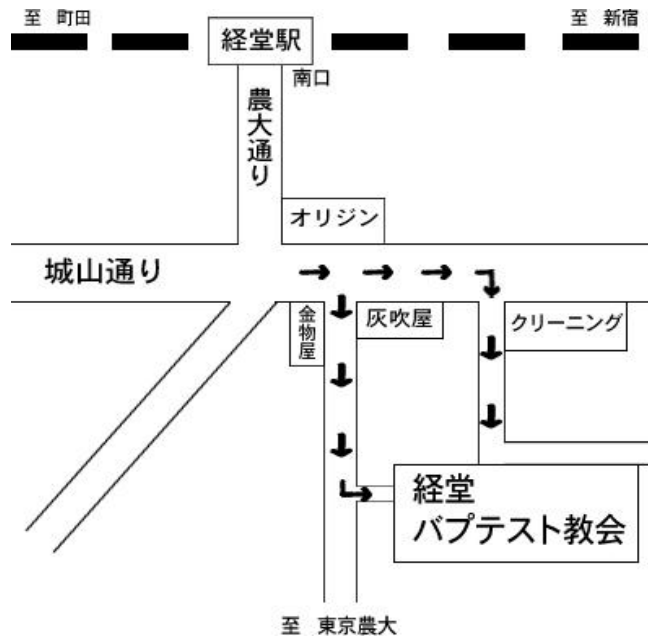 至 町田
至 新宿
経堂駅
南口
農大通り
オリジン
城山通り
金物屋
灰吹屋
クリーニング
経堂
バプテスト教会
至 東京農大